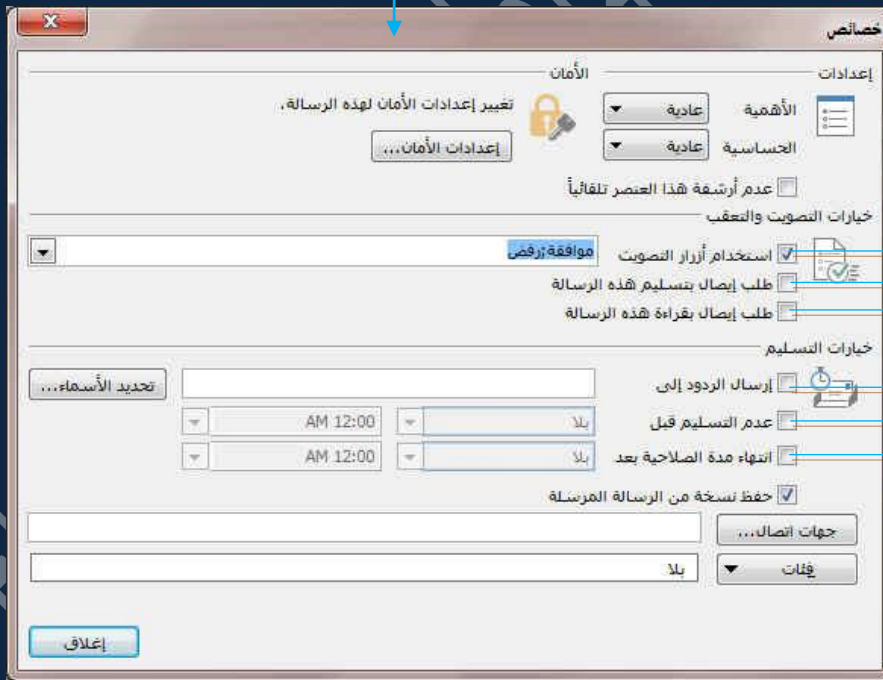 خصائص
إعدادات
الأمان
الأهمية
عادية
تغيير إعدادات الأمان لهذه الرسالة.
الحساسية
عادية
إعدادات الأمان...
عدم أرشفة هذا العنصر تلقائياً
خيارات التصويت والتعقب
استخدام أزرار التصويت
موافقة;رفض
طلب إيصال بتسليم هذه الرسالة
طلب إيصال بقراءة هذه الرسالة
خيارات التسليم
إرسال الردود إلى
تحديد الأسماء...
عدم التسليم قبل
بلا
12:00 AM
انتهاء مدة الصلاحية بعد
بلا
12:00 AM
حفظ نسخة من الرسالة المرسلة
جهات اتصال...
فئات
بلا
إغلاق